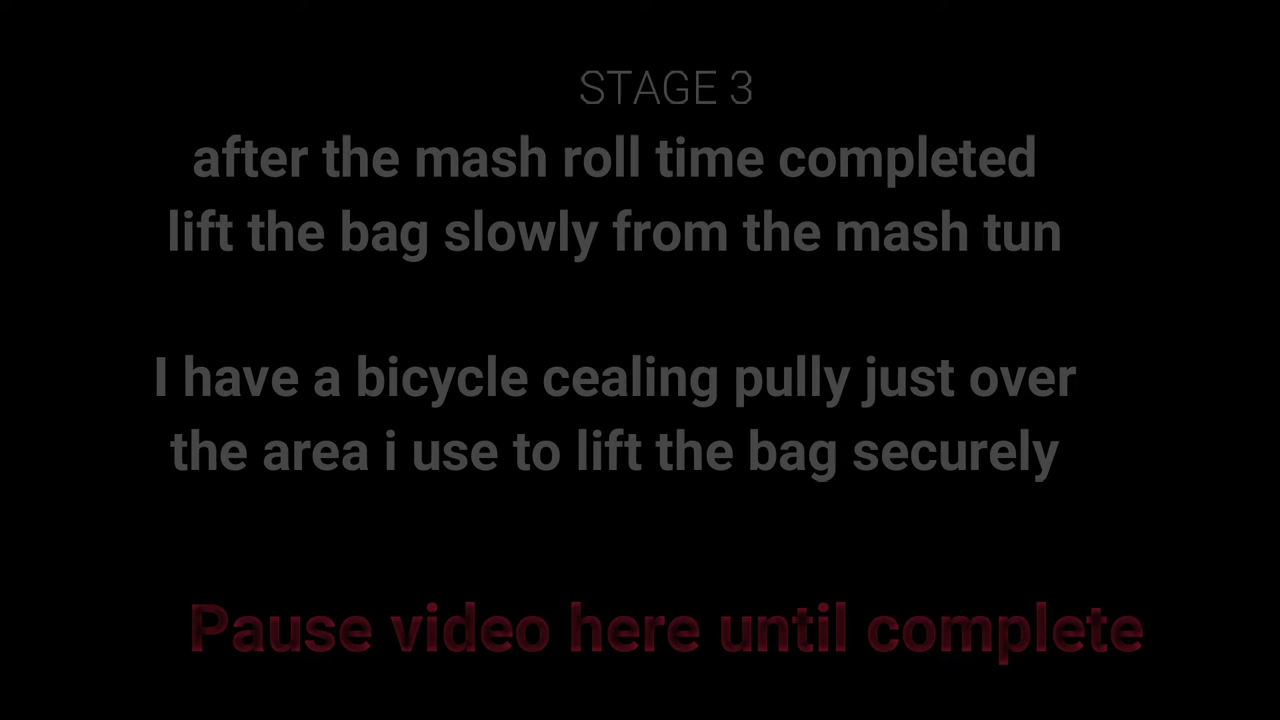 STAGE 3
after the mash roll time completed
lift the bag slowly from the mash tun
I have a bicycle cealing pully just over
the area i use to lift the bag securely
Pause video here until complete